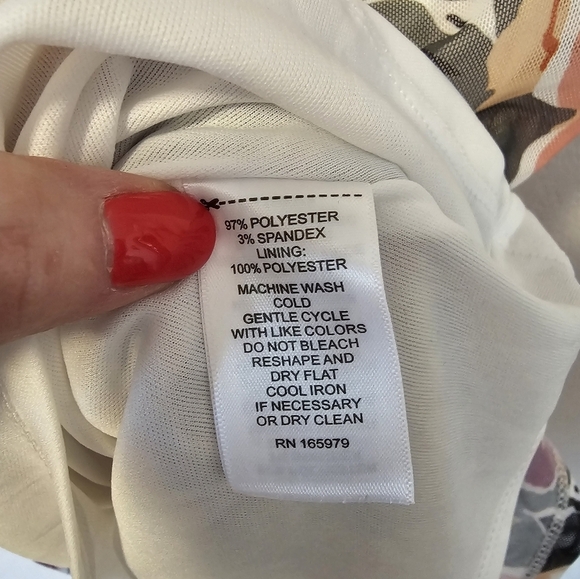 97% POLYESTER
3% SPANDEX
LINING:
100% POLYESTER
MACHINE WASH
COLD
GENTLE CYCLE
WITH LIKE COLORS
DO NOT BLEACH
RESHAPE AND
DRY FLAT
COOL IRON
IF NECESSARY
OR DRY CLEAN
RN 165979